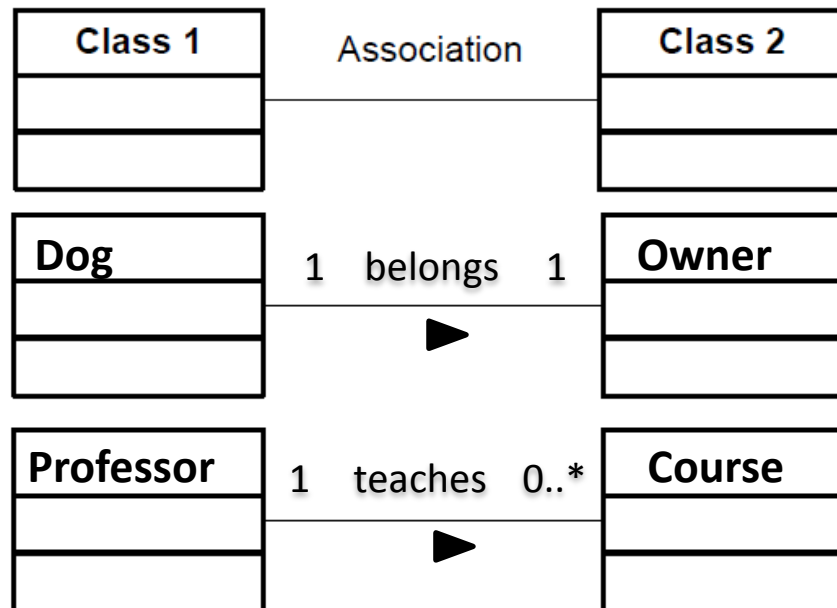 Class 1 Association Class 2
Dog 1 belongs 1 Owner
Professor 1 teaches 0..* Course